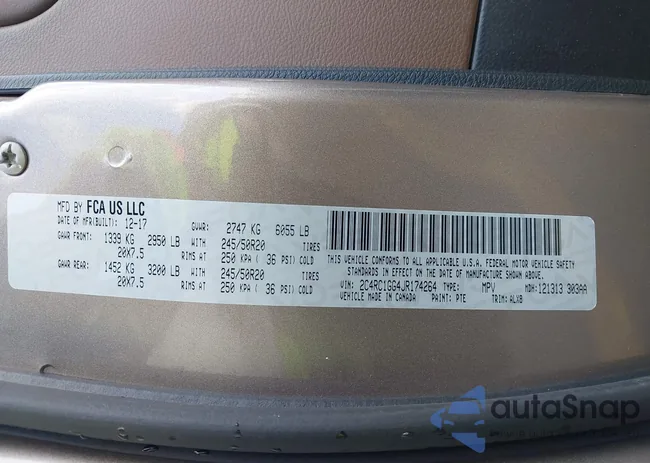 MFD BY FCA US LLC
DATE OF MFR(BUILT): 12-17 GVWR: 2747 KG 6055 LB
GAWR FRONT: 1339 KG 2950 LB WITH 245/50R20 TIRES
20X7.5 RIMS AT 250 KPA ( 36 PSI) COLD
GAWR REAR: 1452 KG 3200 LB WITH 245/50R20 TIRES
20X7.5 RIMS AT 250 KPA ( 36 PSI) COLD
THIS VEHICLE CONFORMS TO ALL APPLICABLE U.S.A. FEDERAL MOTOR VEHICLE SAFETY
STANDARDS IN EFFECT ON THE DATE OF MANUFACTURE SHOWN ABOVE.
VIN: 2C4RC1GG4JR174264 TYPE: MPV MDH: 121313 303AA
MADE IN CANADA PAINT: PTE TRIM: ALXB
autaSnap